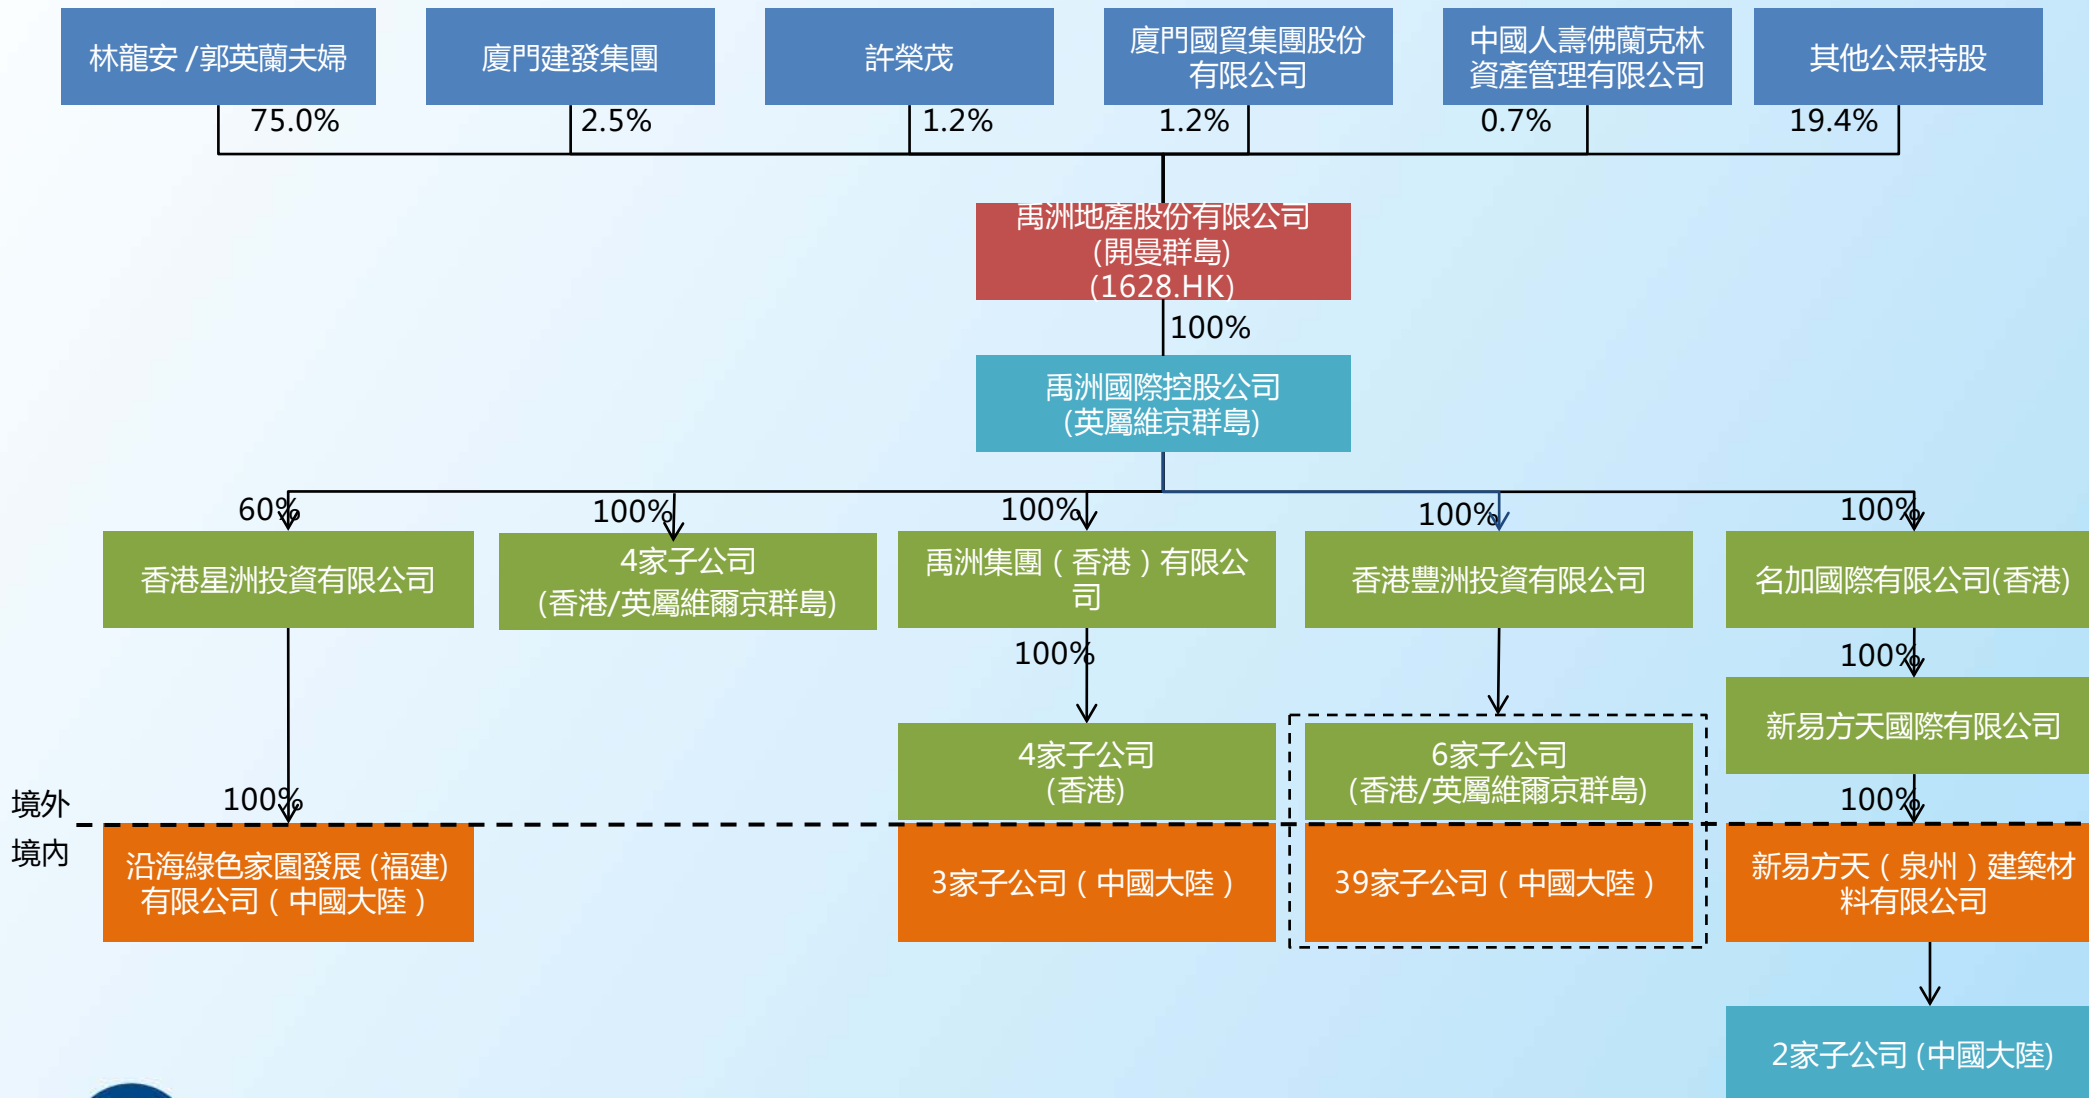 林龍安 /郭英蘭夫婦
廈門建發集團
許榮茂
廈門國貿集團股份
有限公司
中國人壽佛蘭克林
資產管理有限公司
其他公眾持股
75.0%
2.5%
1.2%
1.2%
0.7%
19.4%
禹洲地產股份有限公司
(開曼群島)
(1628.HK)
100%
禹洲國際控股公司
(英屬維京群島)
60%
100%
100%
100%
100%
香港星洲投資有限公司
4家子公司
(香港/英屬維爾京群島)
禹洲集團（香港）有限公
司
香港豐洲投資有限公司
名加國際有限公司(香港)
100%
100%
新易方天國際有限公司
4家子公司
(香港)
6家子公司
(香港/英屬維爾京群島)
境外
100%
100%
境內
沿海綠色家園發展 (福建)
有限公司（中國大陸）
3家子公司（中國大陸）
39家子公司（中國大陸）
新易方天（泉州）建築材
料有限公司
2家子公司 (中國大陸)